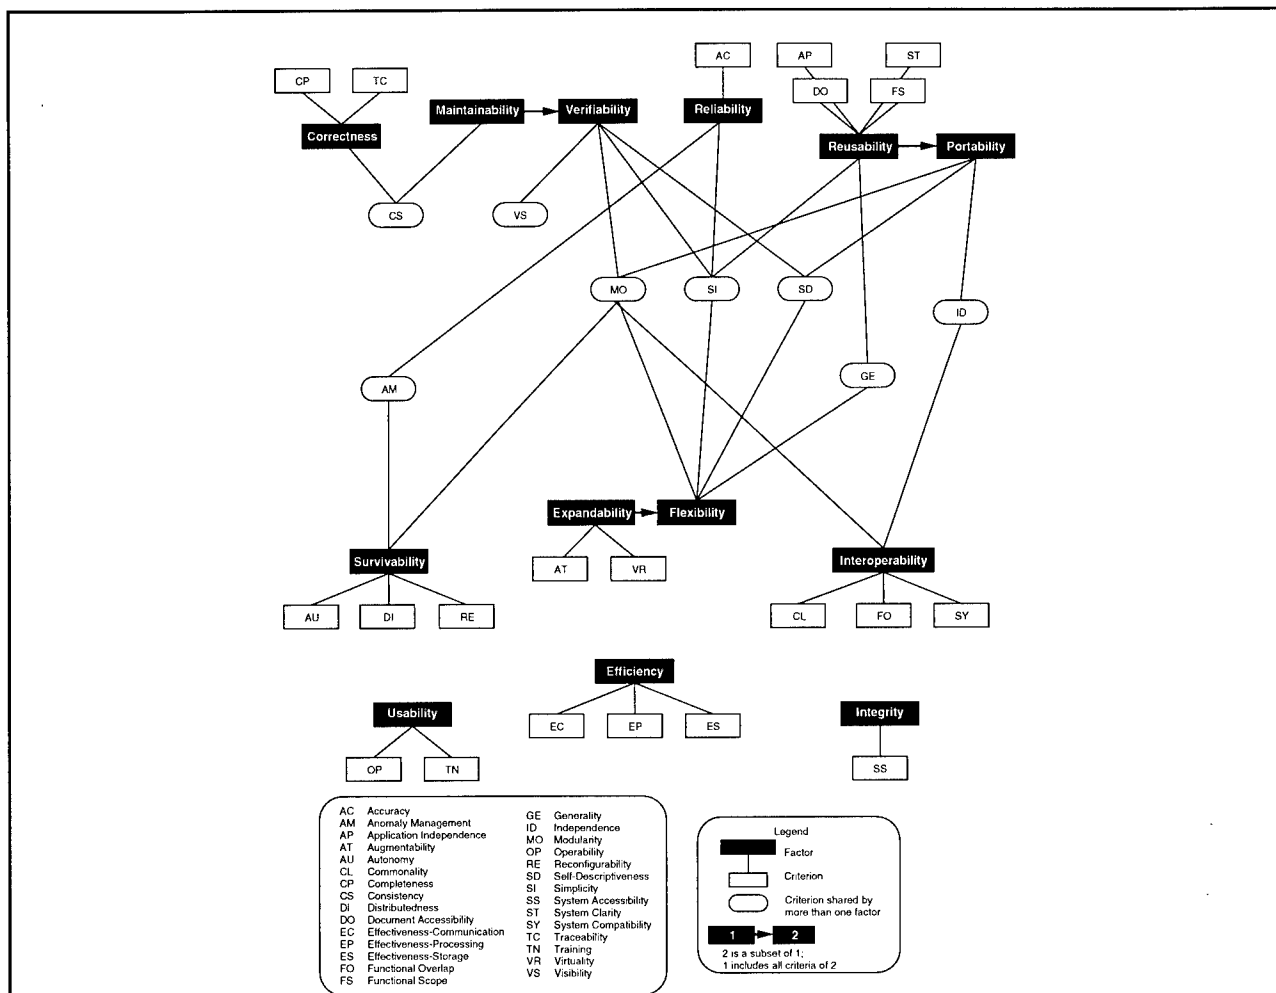 AC
AP
ST
CP
TC
DO
FS
Maintainability
Verifiability
Reliability
Correctness
Reusability
Portability
CS
VS
MO
SI
SD
ID
AM
GE
Expandability
Flexibility
Survivability
Interoperability
AT
VR
AU
DI
RE
CL
FO
SY
Efficiency
Usability
Integrity
EC
EP
ES
OP
TN
SS
AC Accuracy
AM Anomaly Management
AP Application Independence
AT Augmentability
AU Autonomy
CL Commonality
CP Completeness
CS Consistency
DI Distributedness
DO Document Accessibility
EC Effectiveness-Communication
EP Effectiveness-Processing
ES Effectiveness-Storage
FO Functional Overlap
FS Functional Scope
GE Generality
ID Independence
MO Modularity
OP Operability
RE Reconfigurability
SD Self-Descriptiveness
SI Simplicity
SS System Accessibility
ST System Clarity
SY System Compatibility
TC Traceability
TN Training
VR Virtuality
VS Visibility
Legend
Factor
Criterion
Criterion shared by
more than one factor
1
2
2 is a subset of 1;
1 includes all criteria of 2